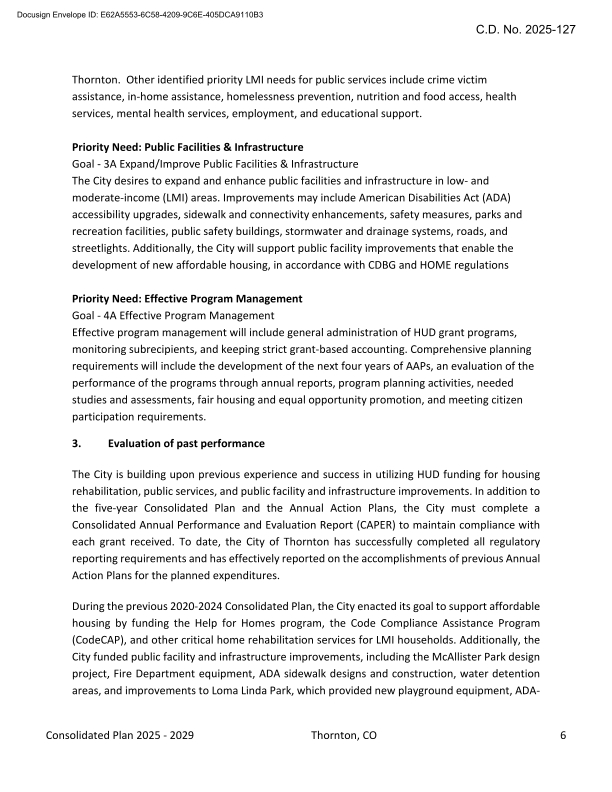 Docusign Envelope ID: E62A5553-6C58-4209-9C6E-405DCA9110B3
C.D. No. 2025-127
Thornton.  Other identified priority LMI needs for public services include crime victim
assistance, in-home assistance, homelessness prevention, nutrition and food access, health
services, mental health services, employment, and educational support.
Priority Need: Public Facilities & Infrastructure
Goal - 3A Expand/Improve Public Facilities & Infrastructure
The City desires to expand and enhance public facilities and infrastructure in low- and
moderate-income (LMI) areas. Improvements may include American Disabilities Act (ADA)
accessibility upgrades, sidewalk and connectivity enhancements, safety measures, parks and
recreation facilities, public safety buildings, stormwater and drainage systems, roads, and
streetlights. Additionally, the City will support public facility improvements that enable the
development of new affordable housing, in accordance with CDBG and HOME regulations
Priority Need: Effective Program Management
Goal - 4A Effective Program Management
Effective program management will include general administration of HUD grant programs,
monitoring subrecipients, and keeping strict grant-based accounting. Comprehensive planning
requirements will include the development of the next four years of AAPs, an evaluation of the
performance of the programs through annual reports, program planning activities, needed
studies and assessments, fair housing and equal opportunity promotion, and meeting citizen
participation requirements.
3. Evaluation of past performance
The City is building upon previous experience and success in utilizing HUD funding for housing
rehabilitation, public services, and public facility and infrastructure improvements. In addition to
the five-year Consolidated Plan and the Annual Action Plans, the City must complete a
Consolidated Annual Performance and Evaluation Report (CAPER) to maintain compliance with
each grant received. To date, the City of Thornton has successfully completed all regulatory
reporting requirements and has effectively reported on the accomplishments of previous Annual
Action Plans for the planned expenditures.
During the previous 2020-2024 Consolidated Plan, the City enacted its goal to support affordable
housing by funding the Help for Homes program, the Code Compliance Assistance Program
(CodeCAP), and other critical home rehabilitation services for LMI households. Additionally, the
City funded public facility and infrastructure improvements, including the McAllister Park design
project, Fire Department equipment, ADA sidewalk designs and construction, water detention
areas, and improvements to Loma Linda Park, which provided new playground equipment, ADA-
Consolidated Plan 2025 - 2029 Thornton, CO 6